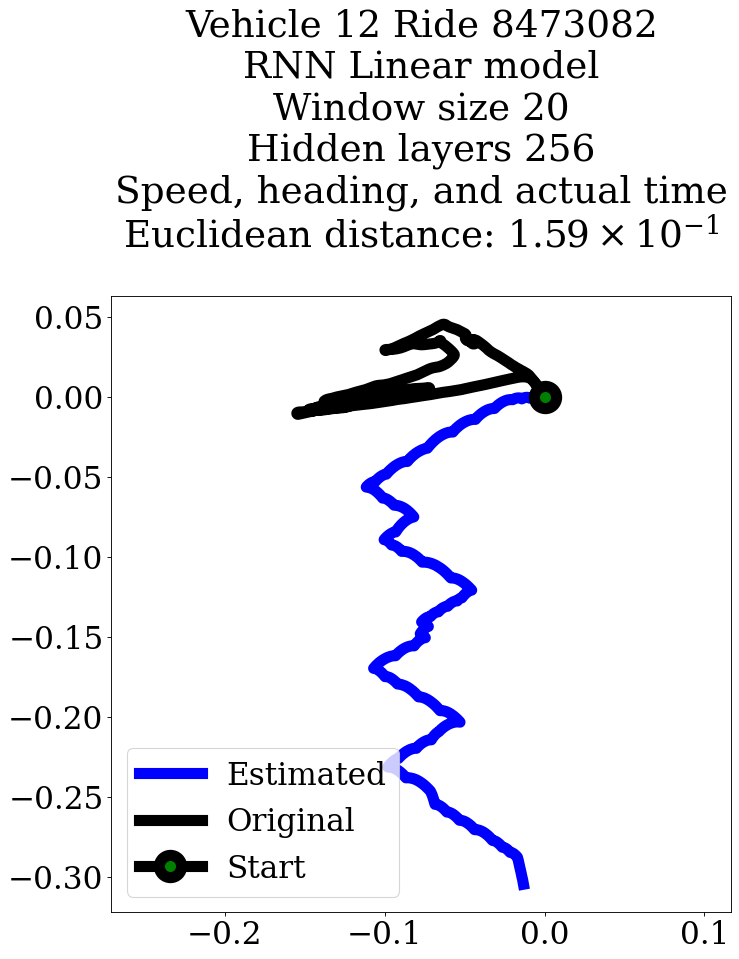 Vehicle 12 Ride 8473082
RNN Linear model
Window size 20
Hidden layers 256
Speed, heading, and actual time
Euclidean distance: 1.59 × 10⁻¹
0.05
0.00
−0.05
−0.10
−0.15
−0.20
−0.25
−0.30
Estimated
Original
Start
−0.2 −0.1 0.0 0.1